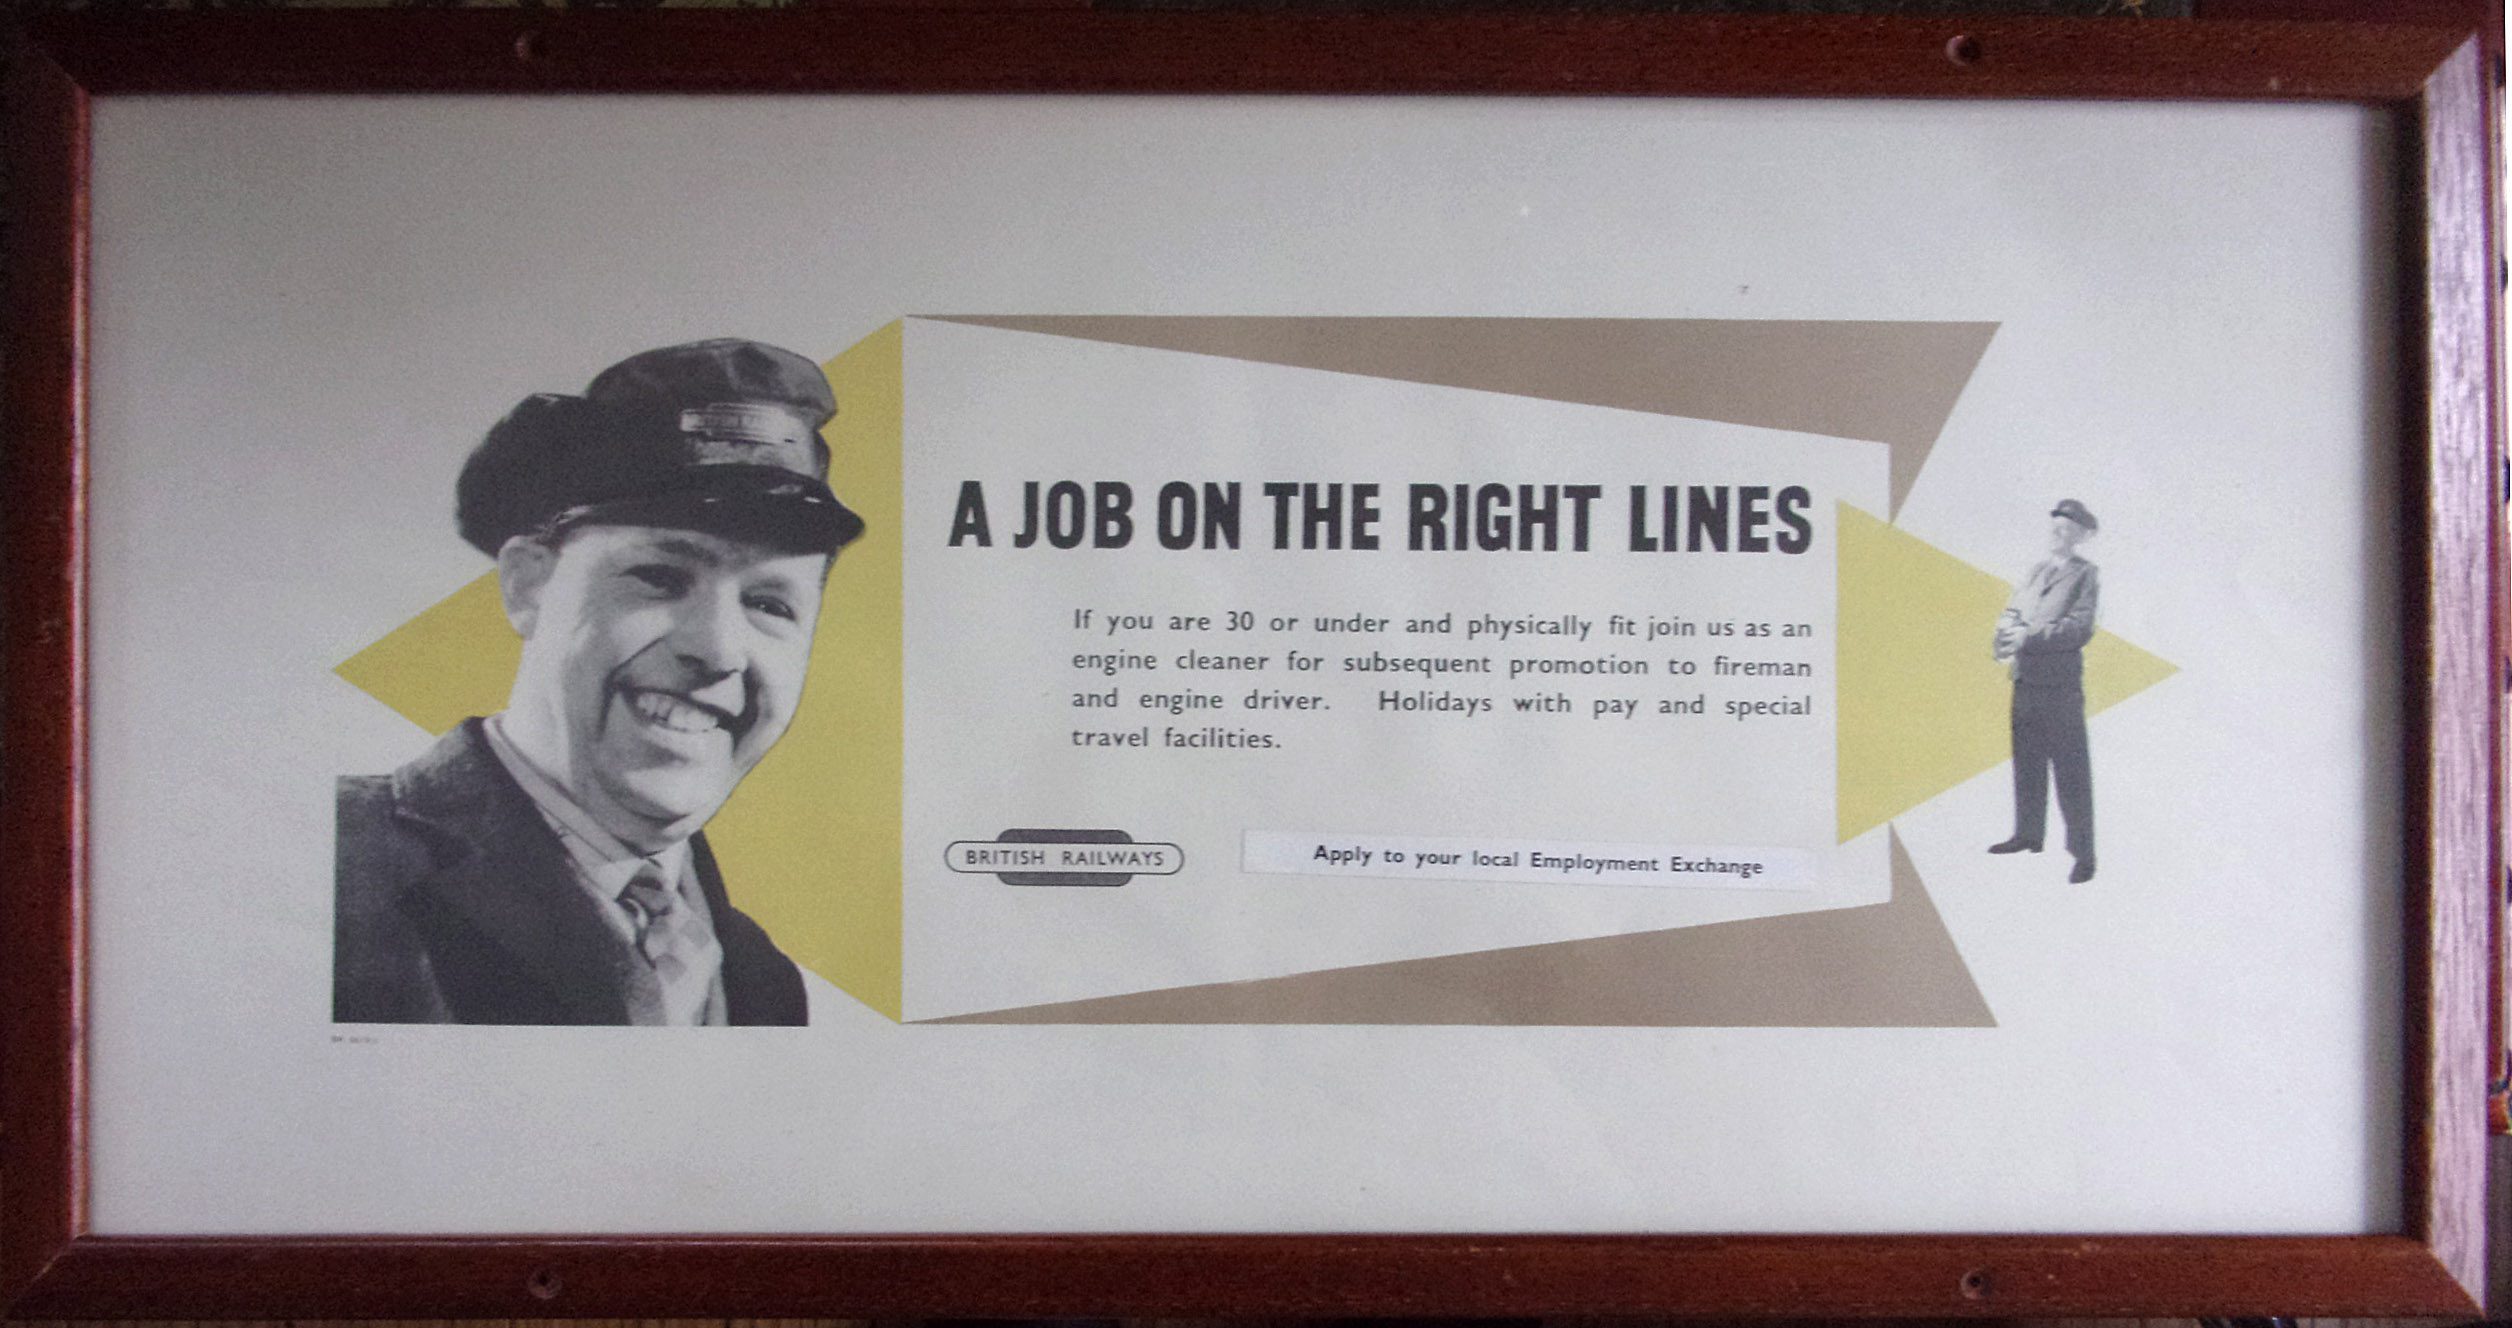 A JOB ON THE RIGHT LINES
If you are 30 or under and physically fit join us as an
engine cleaner for subsequent promotion to fireman
and engine driver. Holidays with pay and special
travel facilities.
BRITISH RAILWAYS
Apply to your local Employment Exchange